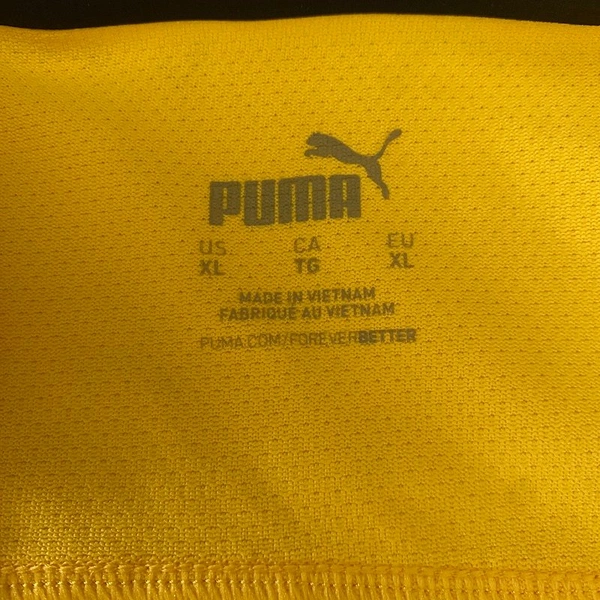 PUMA
US CA EU
XL TG XL
MADE IN VIETNAM
FABRIQUÉ AU VIETNAM
PUMA.COM/FOREVERBETTER